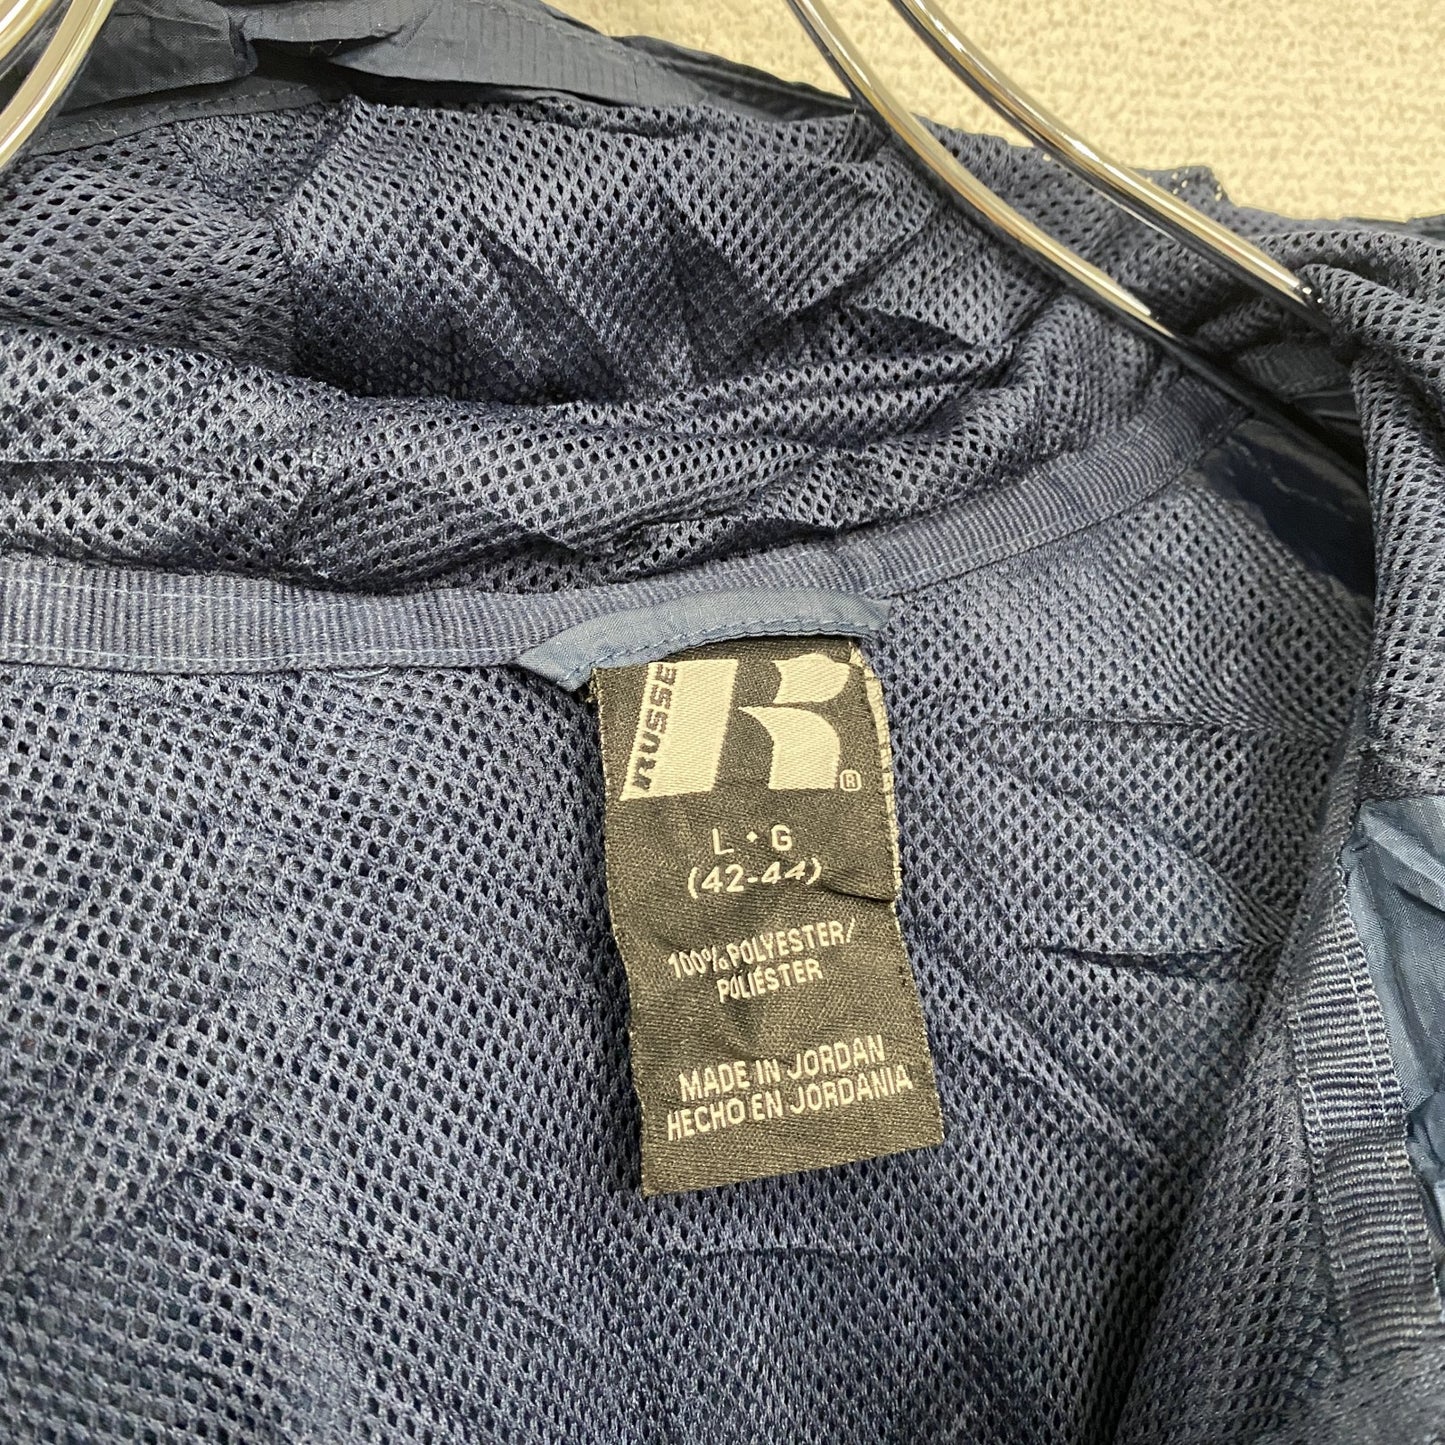 RUSSE
R
®
L • G
(42-44)
100% POLYESTER/
POLIÉSTER
MADE IN JORDAN
HECHO EN JORDANIA